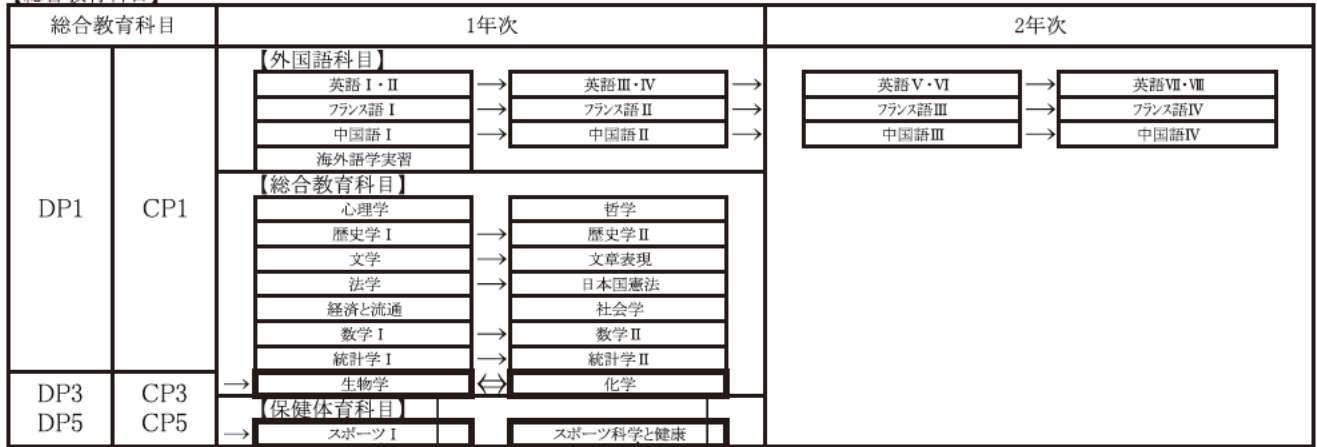 総合教育科目 1年次 2年次
【外国語科目】
英語Ⅰ・Ⅱ → 英語Ⅲ・Ⅳ → 英語Ⅴ・Ⅵ → 英語Ⅶ・Ⅷ
フランス語Ⅰ → フランス語Ⅱ → フランス語Ⅲ → フランス語Ⅳ
中国語Ⅰ → 中国語Ⅱ → 中国語Ⅲ → 中国語Ⅳ
海外語学実習
【総合教育科目】
DP1 CP1 心理学 哲学
歴史学Ⅰ → 歴史学Ⅱ
文学 → 文章表現
法学 → 日本国憲法
経済と流通 社会学
数学Ⅰ → 数学Ⅱ
統計学Ⅰ → 統計学Ⅱ
DP3 CP3 → 生物学 ⇔ 化学
【保健体育科目】
DP5 CP5 → スポーツⅠ スポーツ科学と健康